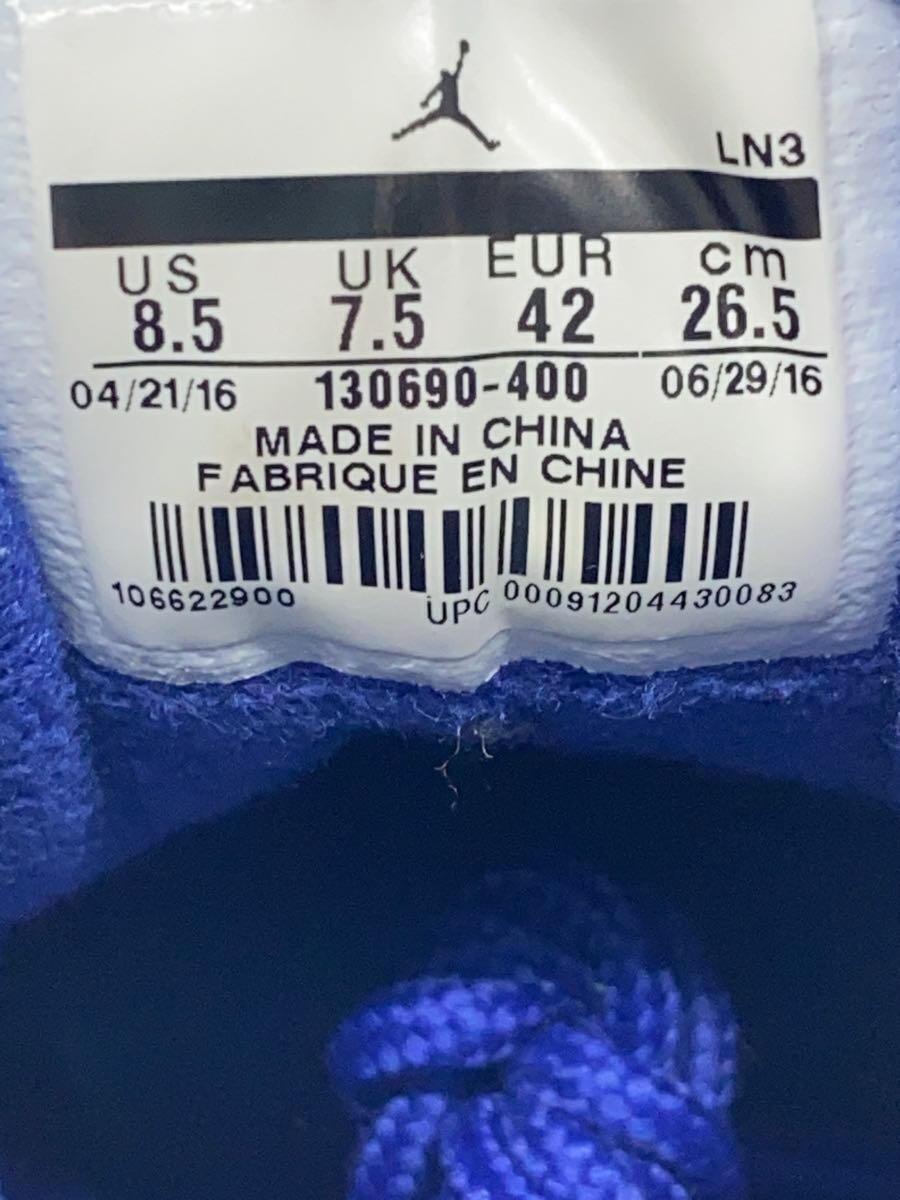 LN3
US UK EUR cm
8.5 7.5 42 26.5
04/21/16 130690-400 06/29/16
MADE IN CHINA
FABRIQUE EN CHINE
106622900 UPC 00091204430083